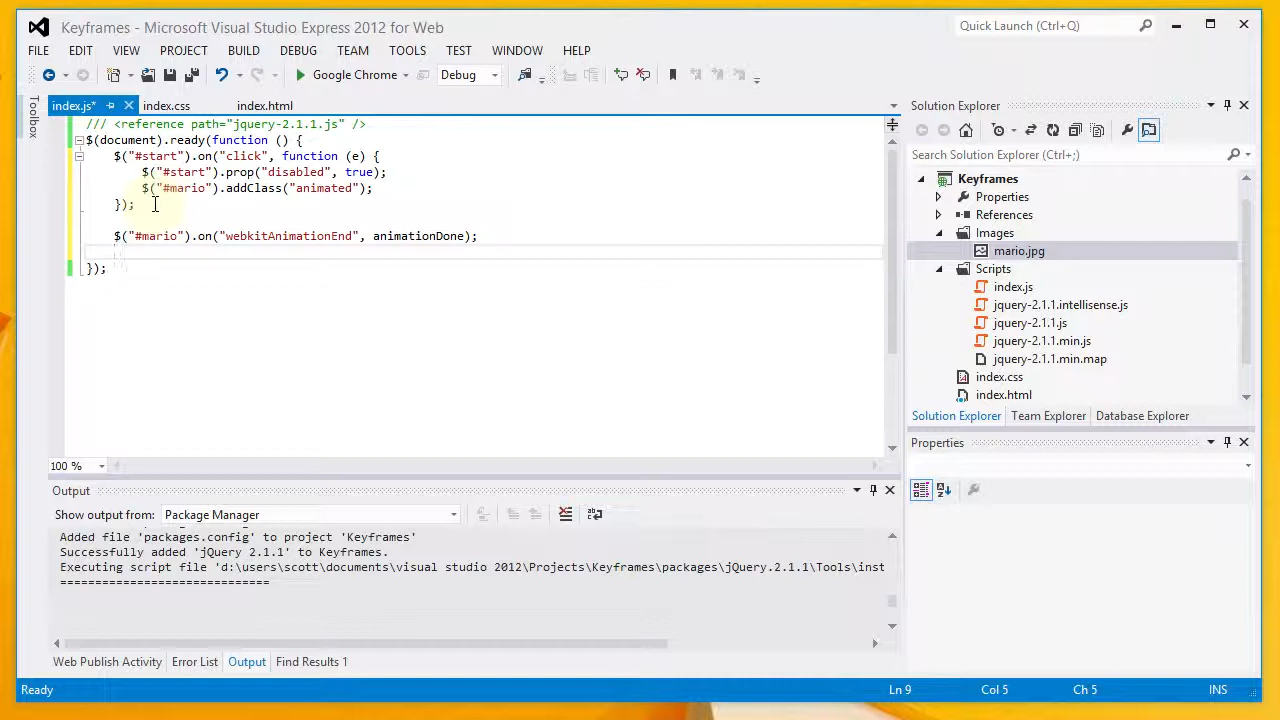 Keyframes - Microsoft Visual Studio Express 2012 for Web
Quick Launch (Ctrl+Q)
FILE EDIT VIEW PROJECT BUILD DEBUG TEAM TOOLS TEST WINDOW HELP
Google Chrome Debug
Toolbox
index.js* index.css index.html
/// <reference path="jquery-2.1.1.js" />
$(document).ready(function () {
$("#start").on("click", function (e) {
$("#start").prop("disabled", true);
$("#mario").addClass("animated");
});
$("#mario").on("webkitAnimationEnd", animationDone);
});
100 %
Solution Explorer
Search Solution Explorer (Ctrl+;)
Keyframes
Properties
References
Images
mario.jpg
Scripts
index.js
jquery-2.1.1.intellisense.js
jquery-2.1.1.js
jquery-2.1.1.min.js
jquery-2.1.1.min.map
index.css
index.html
Solution Explorer Team Explorer Database Explorer
Properties
Output
Show output from: Package Manager
Added file 'packages.config' to project 'Keyframes'
Successfully added 'jQuery 2.1.1' to Keyframes.
Executing script file 'd:\users\scott\documents\visual studio 2012\Projects\Keyframes\packages\jQuery.2.1.1\Tools\inst
==============================
Web Publish Activity Error List Output Find Results 1
Ready Ln 9 Col 5 Ch 5 INS